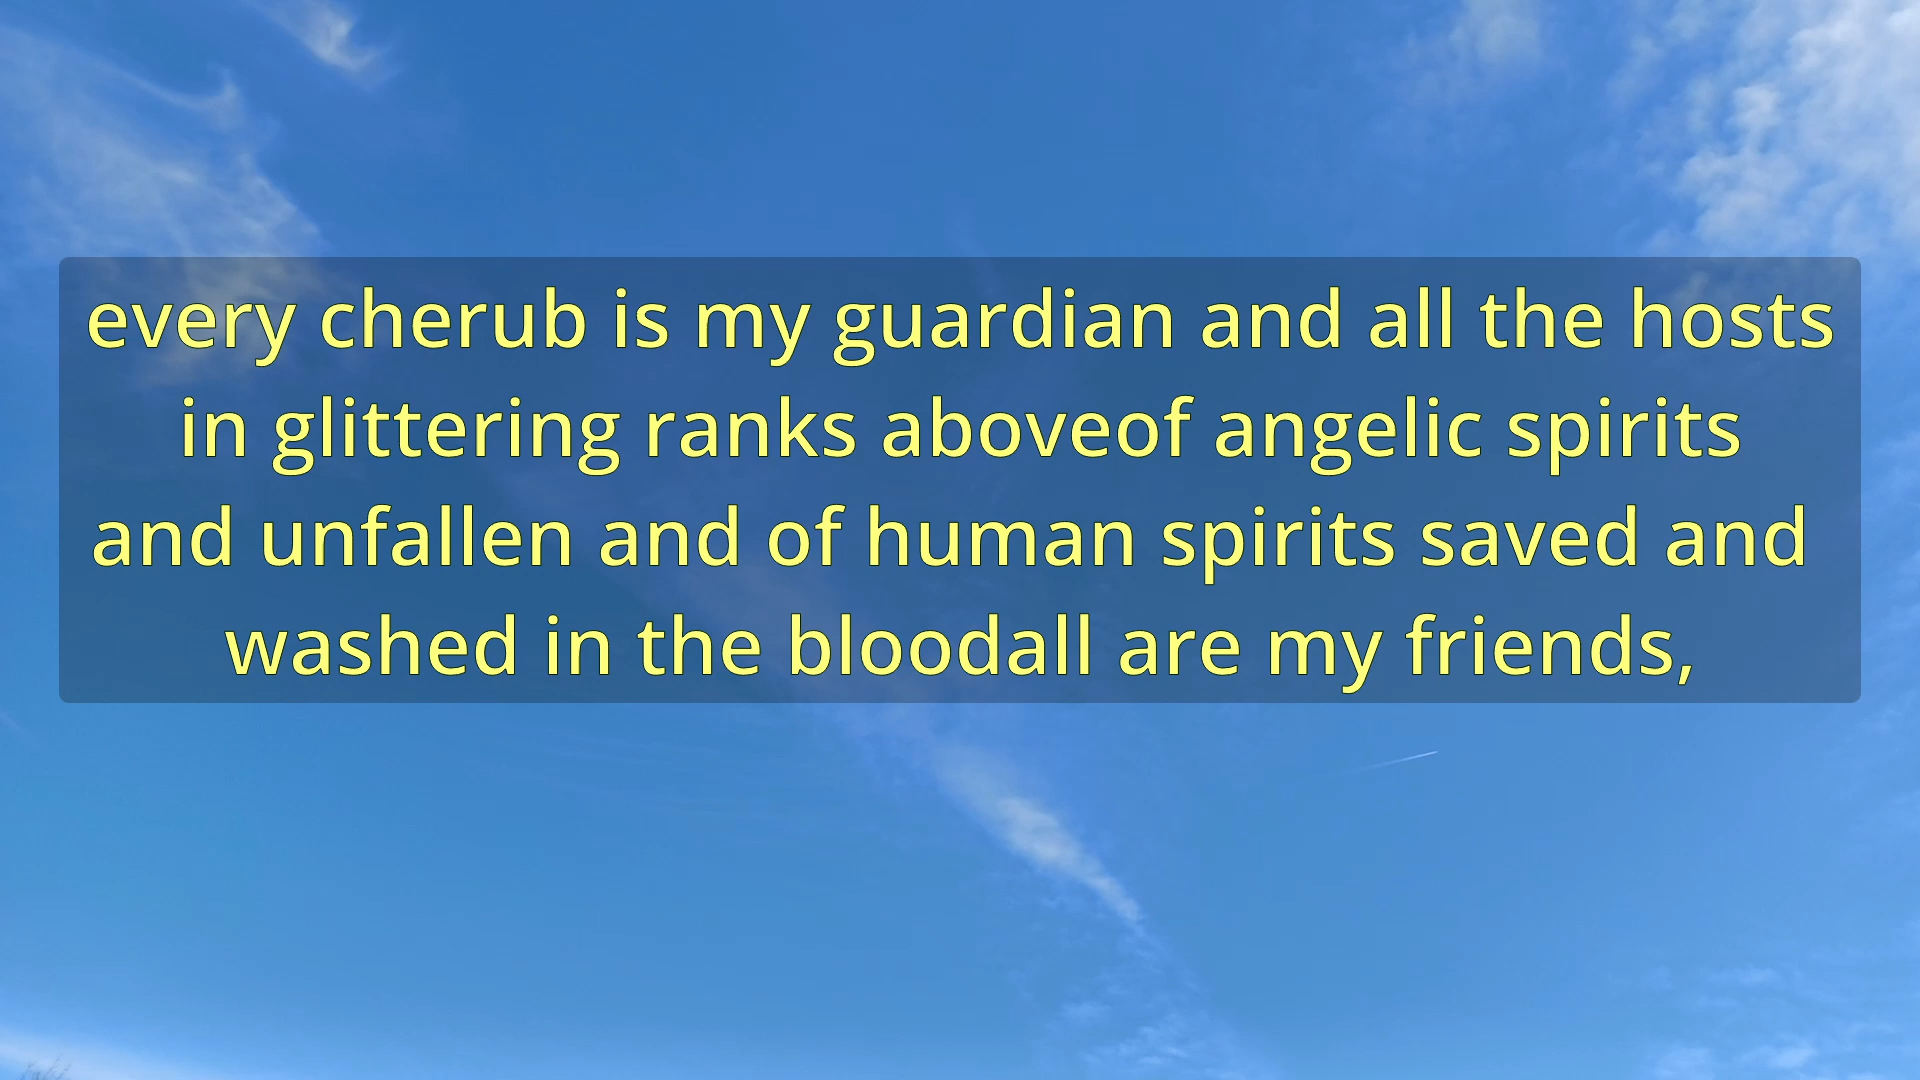 every cherub is my guardian and all the hosts
in glittering ranks aboveof angelic spirits
and unfallen and of human spirits saved and
washed in the bloodall are my friends,